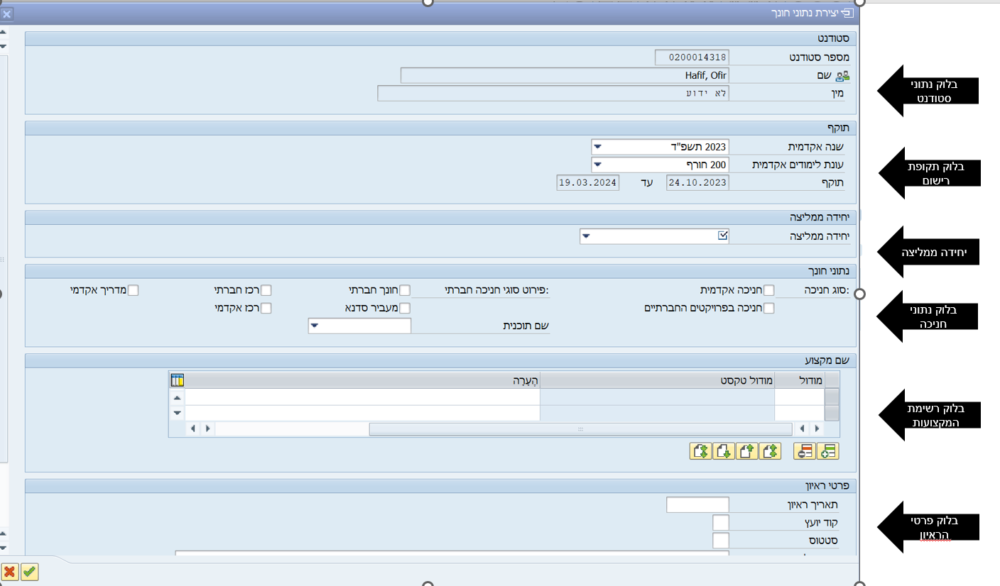 יצירת נתוני חונך
סטודנט
מספר סטודנט 0200014318
שם Hafif, Ofir
מין לא ידוע
בלוק נתוני
סטודנט
תוקף
שנה אקדמית 2023 תשפ"ד
עונת לימודים אקדמית 200 חורף
תוקף 24.10.2023 עד 19.03.2024
בלוק תקופת
רישום
יחידה ממליצה
יחידה ממליצה
יחידה ממליצה
נתוני חונך
סוג חניכה: חניכה אקדמית פירוט סוגי חניכה חברתי: חונך חברתי רכז חברתי מדריך אקדמי
חניכה בפרויקטים החברתיים מעביר סדנא רכז אקדמי
שם תוכנית
בלוק נתוני
חניכה
שם מקצוע
מודול מודול טקסט הֶעָרָה
בלוק רשימת
המקצועות
פרטי ראיון
תאריך ראיון
קוד יועץ
סטטוס
בלוק פרטי
הראיון